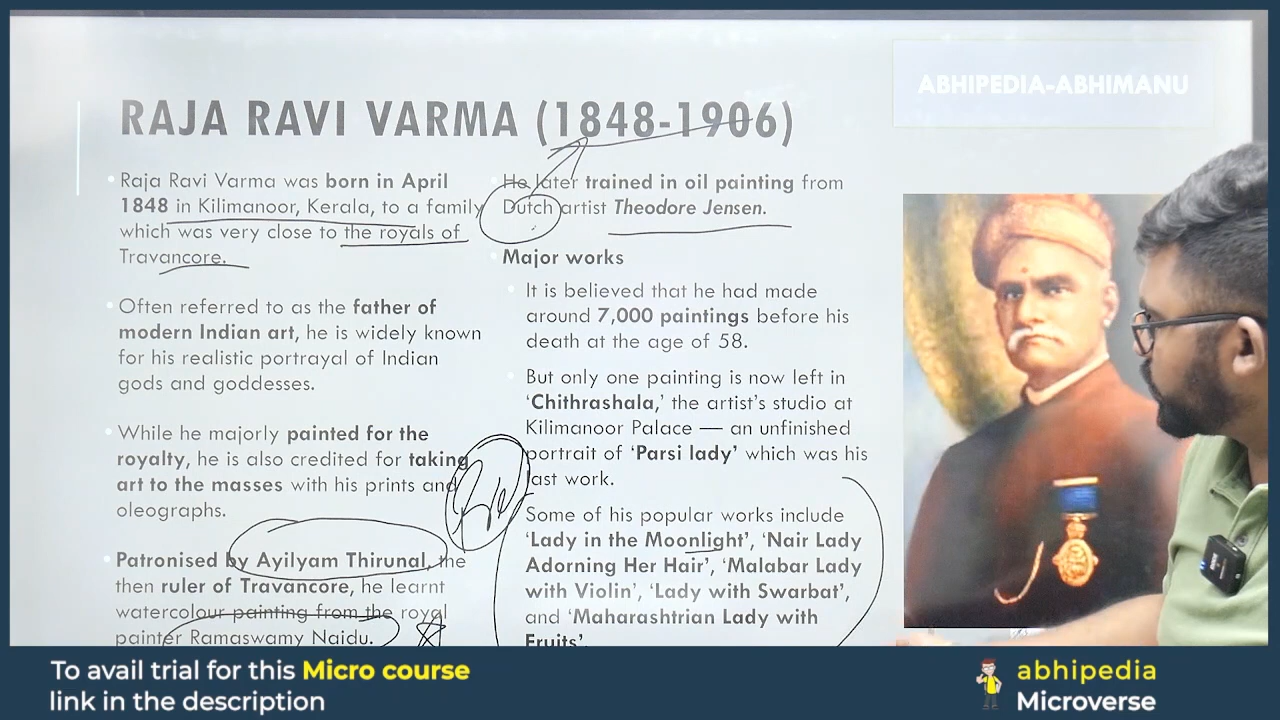 ABHIPEDIA-ABHIMANU
RAJA RAVI VARMA (1848-1906)
Raja Ravi Varma was born in April
1848 in Kilimanoor, Kerala, to a family
which was very close to the royals of
Travancore.
Often referred to as the father of
modern Indian art, he is widely known
for his realistic portrayal of Indian
gods and goddesses.
While he majorly painted for the
royalty, he is also credited for taking
art to the masses with his prints and
oleographs.
Patronised by Ayilyam Thirunal, the
then ruler of Travancore, he learnt
watercolour painting from the royal
painter Ramaswamy Naidu.
He later trained in oil painting from
Dutch artist Theodore Jensen.
Major works
It is believed that he had made
around 7,000 paintings before his
death at the age of 58.
But only one painting is now left in
‘Chithrashala,’ the artist’s studio at
Kilimanoor Palace — an unfinished
portrait of ‘Parsi lady’ which was his
last work.
Some of his popular works include
‘Lady in the Moonlight’, ‘Nair Lady
Adorning Her Hair’, ‘Malabar Lady
with Violin’, ‘Lady with Swarbat’,
and ‘Maharashtrian Lady with
Fruits’.
To avail trial for this Micro course
link in the description
abhipedia
Microverse